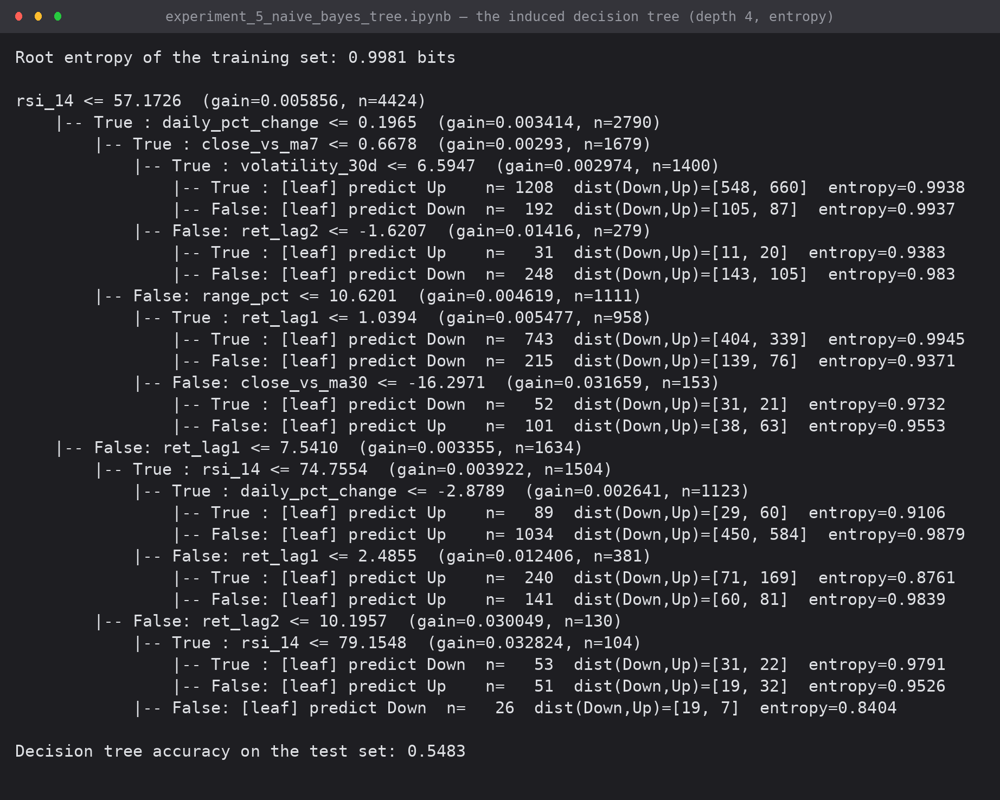 experiment_5_naive_bayes_tree.ipynb — the induced decision tree (depth 4, entropy)
Root entropy of the training set: 0.9981 bits
rsi_14 <= 57.1726  (gain=0.005856, n=4424)
    |-- True : daily_pct_change <= 0.1965  (gain=0.003414, n=2790)
        |-- True : close_vs_ma7 <= 0.6678  (gain=0.00293, n=1679)
            |-- True : volatility_30d <= 6.5947  (gain=0.002974, n=1400)
                |-- True : [leaf] predict Up    n= 1208  dist(Down,Up)=[548, 660]  entropy=0.9938
                |-- False: [leaf] predict Down  n=  192  dist(Down,Up)=[105, 87]  entropy=0.9937
            |-- False: ret_lag2 <= -1.6207  (gain=0.01416, n=279)
                |-- True : [leaf] predict Up    n=   31  dist(Down,Up)=[11, 20]  entropy=0.9383
                |-- False: [leaf] predict Down  n=  248  dist(Down,Up)=[143, 105]  entropy=0.983
        |-- False: range_pct <= 10.6201  (gain=0.004619, n=1111)
            |-- True : ret_lag1 <= 1.0394  (gain=0.005477, n=958)
                |-- True : [leaf] predict Down  n=  743  dist(Down,Up)=[404, 339]  entropy=0.9945
                |-- False: [leaf] predict Down  n=  215  dist(Down,Up)=[139, 76]  entropy=0.9371
            |-- False: close_vs_ma30 <= -16.2971  (gain=0.031659, n=153)
                |-- True : [leaf] predict Down  n=   52  dist(Down,Up)=[31, 21]  entropy=0.9732
                |-- False: [leaf] predict Up    n=  101  dist(Down,Up)=[38, 63]  entropy=0.9553
    |-- False: ret_lag1 <= 7.5410  (gain=0.003355, n=1634)
        |-- True : rsi_14 <= 74.7554  (gain=0.003922, n=1504)
            |-- True : daily_pct_change <= -2.8789  (gain=0.002641, n=1123)
                |-- True : [leaf] predict Up    n=   89  dist(Down,Up)=[29, 60]  entropy=0.9106
                |-- False: [leaf] predict Up    n= 1034  dist(Down,Up)=[450, 584]  entropy=0.9879
            |-- False: ret_lag1 <= 2.4855  (gain=0.012406, n=381)
                |-- True : [leaf] predict Up    n=  240  dist(Down,Up)=[71, 169]  entropy=0.8761
                |-- False: [leaf] predict Up    n=  141  dist(Down,Up)=[60, 81]  entropy=0.9839
        |-- False: ret_lag2 <= 10.1957  (gain=0.030049, n=130)
            |-- True : rsi_14 <= 79.1548  (gain=0.032824, n=104)
                |-- True : [leaf] predict Down  n=   53  dist(Down,Up)=[31, 22]  entropy=0.9791
                |-- False: [leaf] predict Up    n=   51  dist(Down,Up)=[19, 32]  entropy=0.9526
            |-- False: [leaf] predict Down  n=   26  dist(Down,Up)=[19, 7]  entropy=0.8404
Decision tree accuracy on the test set: 0.5483